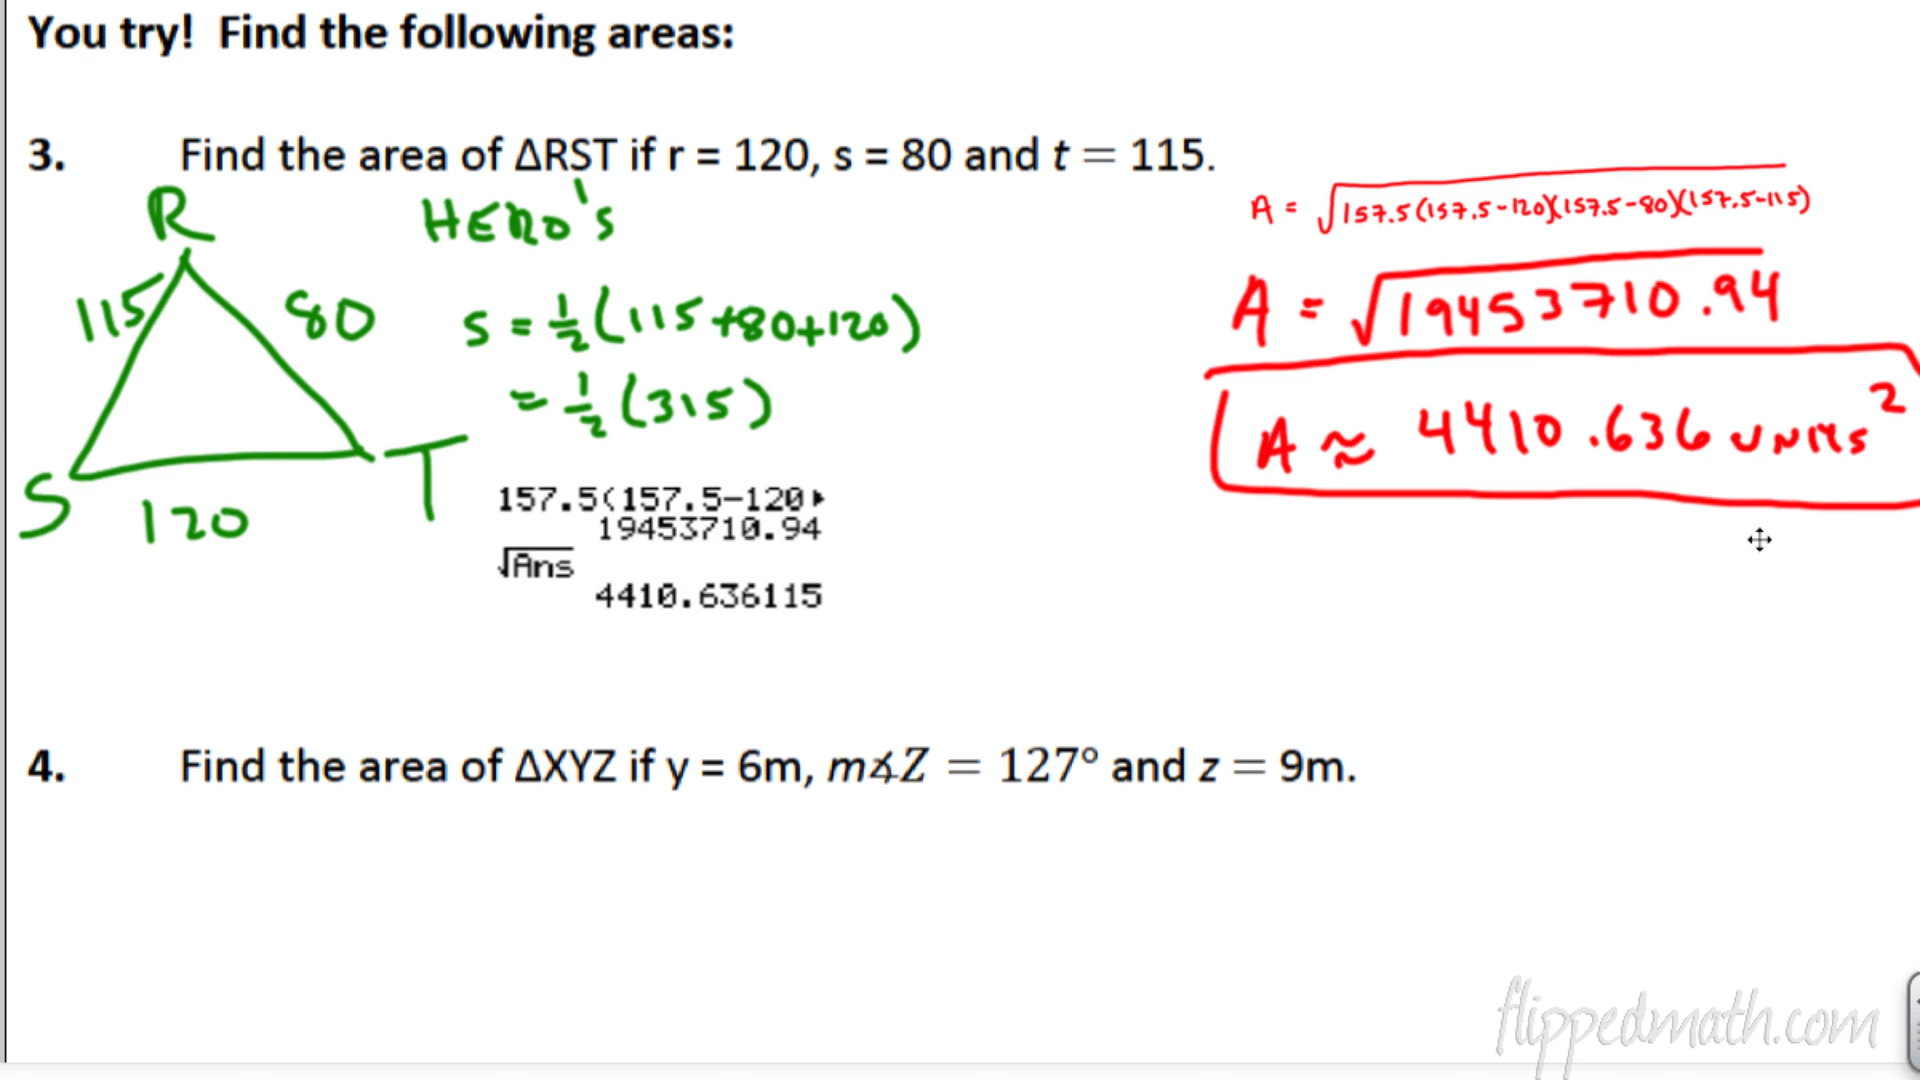 You try! Find the following areas:
3. Find the area of ΔRST if r = 120, s = 80 and t = 115.
R
HERO'S
115
80
S
120
T
s = ½(115+80+120)
= ½(315)
157.5(157.5-120▸
19453710.94
√Ans
4410.636115
A = √157.5(157.5-120)(157.5-80)(157.5-115)
A = √19453710.94
A ≈ 4410.636 UNITS²
4. Find the area of ΔXYZ if y = 6m, m∡Z = 127° and z = 9m.
flippedmath.com